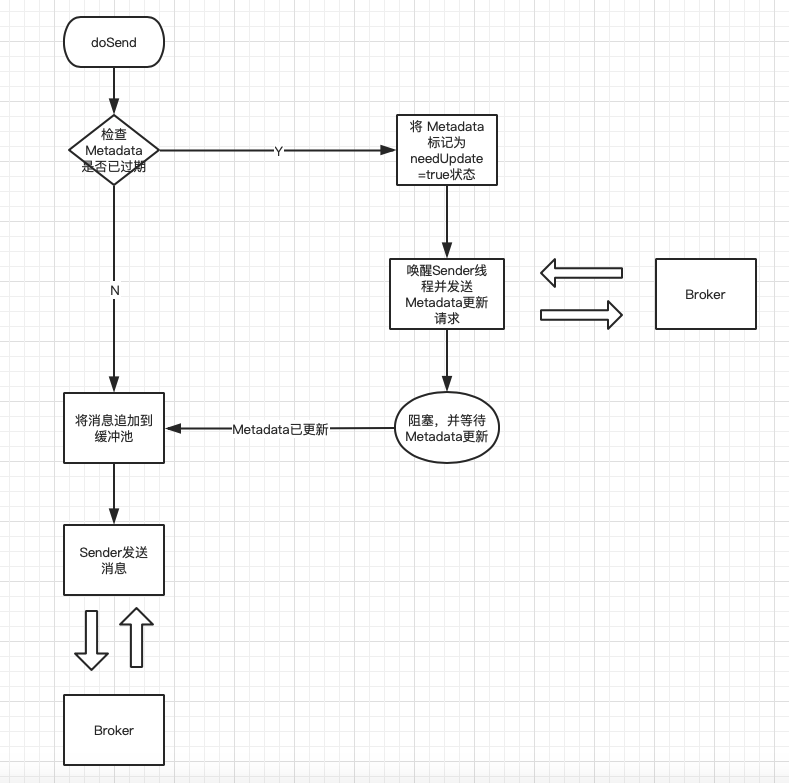 doSend
检查
Metadata
是否已过期
Y
将 Metadata
标记为
needUpdate
=true状态
唤醒Sender线
程并发送
Metadata更新
请求
Broker
N
将消息追加到
缓冲池
Metadata已更新
阻塞，并等待
Metadata更新
Sender发送
消息
Broker